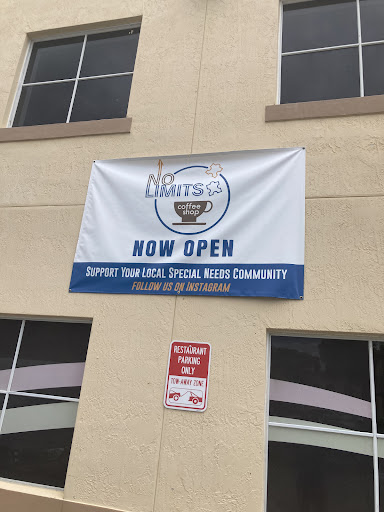 NO
LIMITS
coffee
shop
NOW OPEN
SUPPORT YOUR LOCAL SPECIAL NEEDS COMMUNITY
FOLLOW US ON INSTAGRAM
RESTAURANT
PARKING
ONLY
TOW-AWAY ZONE